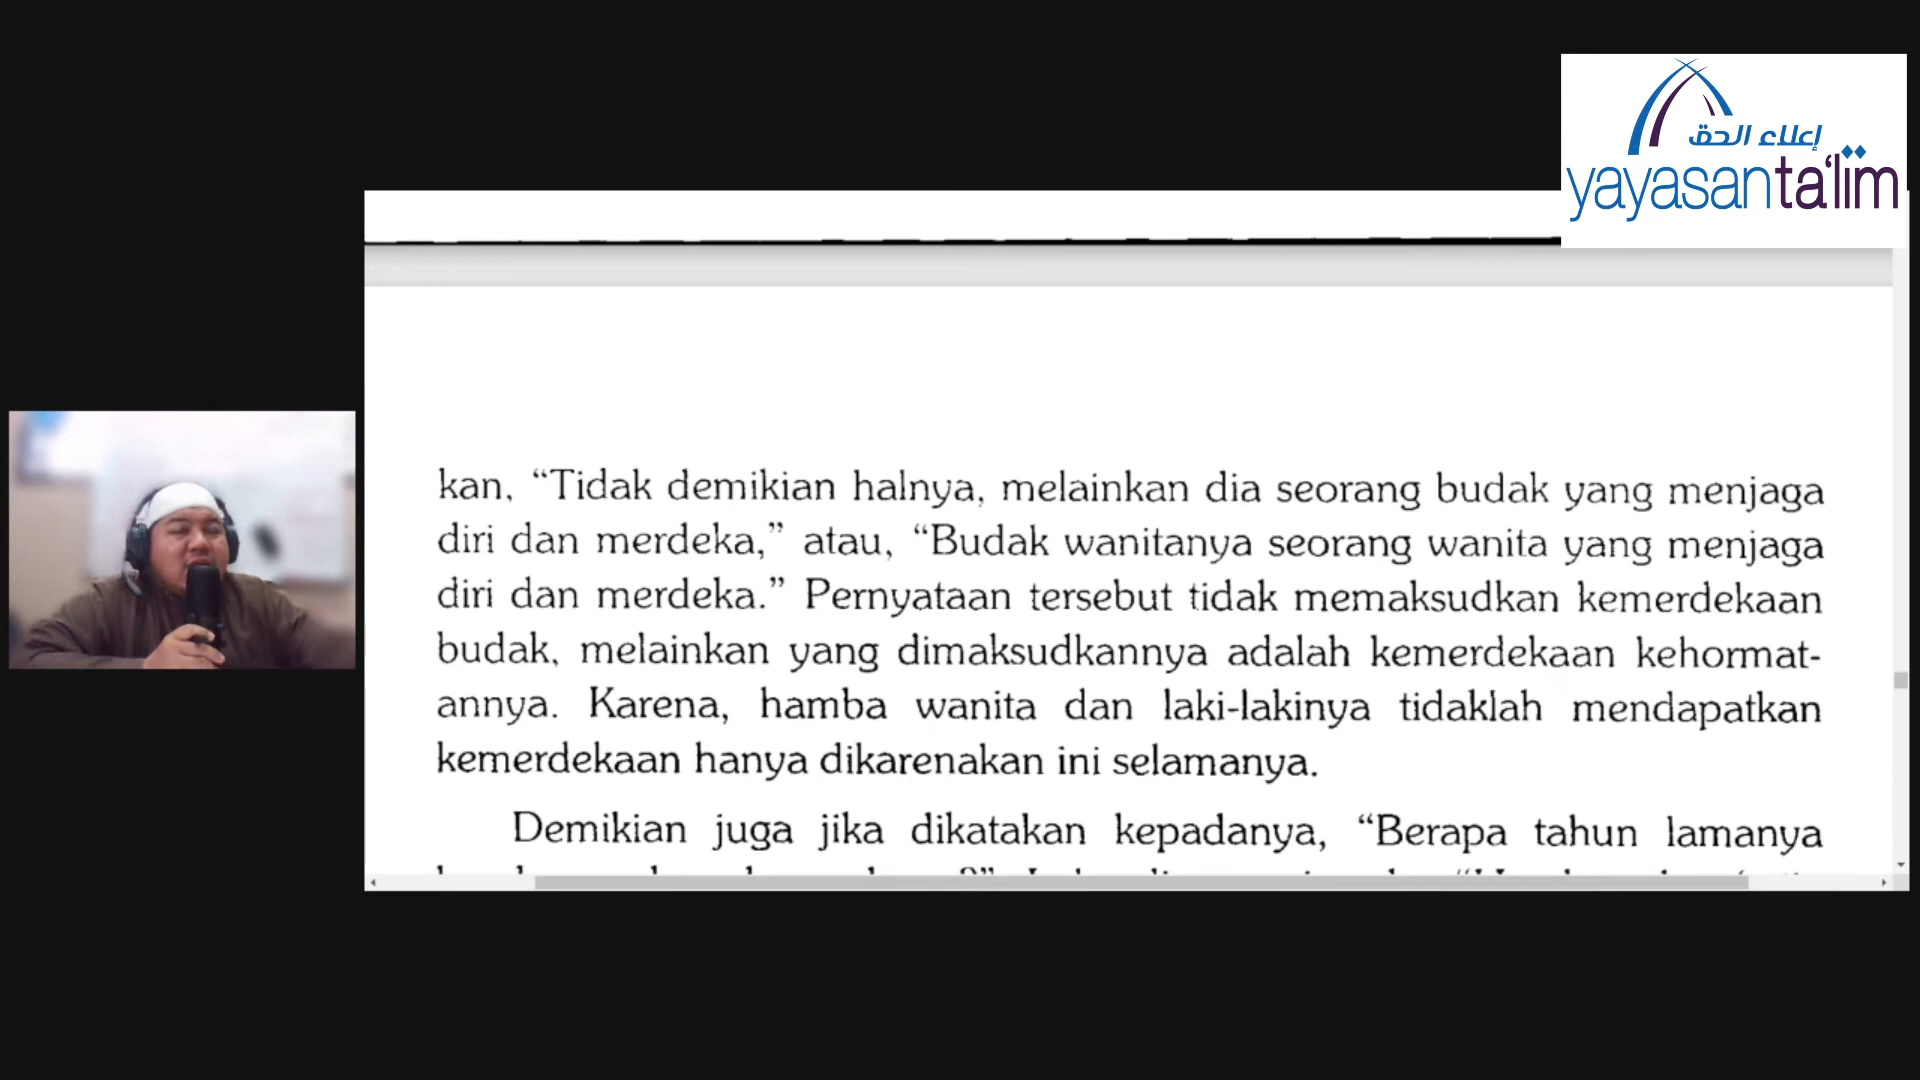 إعلاء الحق
yayasanta'lim
kan, “Tidak demikian halnya, melainkan dia seorang budak yang menjaga
diri dan merdeka,” atau, “Budak wanitanya seorang wanita yang menjaga
diri dan merdeka.” Pernyataan tersebut tidak memaksudkan kemerdekaan
budak, melainkan yang dimaksudkannya adalah kemerdekaan kehormat-
annya. Karena, hamba wanita dan laki-lakinya tidaklah mendapatkan
kemerdekaan hanya dikarenakan ini selamanya.
Demikian juga jika dikatakan kepadanya, “Berapa tahun lamanya